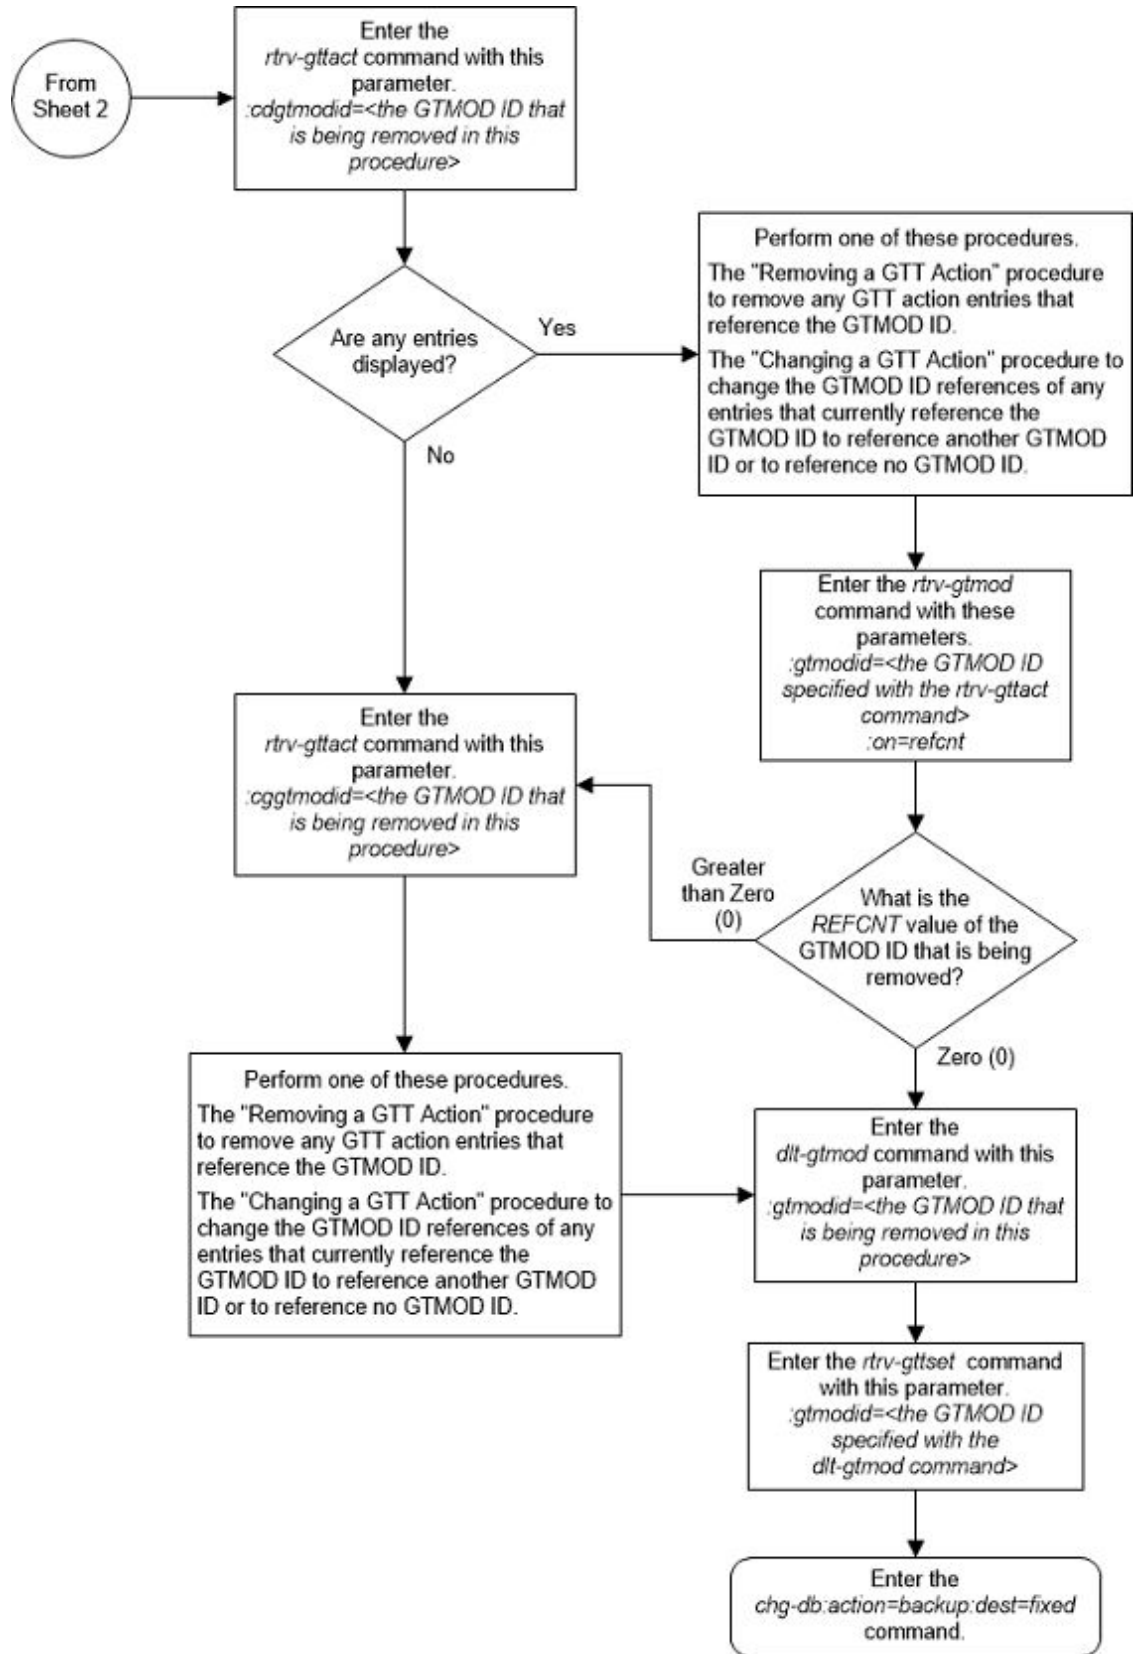 From
Sheet 2
Enter the
rtrv-gttact command with this
parameter.
:cdgtmodid=<the GTMOD ID that
is being removed in this
procedure>
Are any entries
displayed?
Yes
No
Perform one of these procedures.
The "Removing a GTT Action" procedure
to remove any GTT action entries that
reference the GTMOD ID.
The "Changing a GTT Action" procedure to
change the GTMOD ID references of any
entries that currently reference the
GTMOD ID to reference another GTMOD
ID or to reference no GTMOD ID.
Enter the rtrv-gtmod
command with these
parameters.
:gtmodid=<the GTMOD ID
specified with the rtrv-gttact
command>
:on=refcnt
Enter the
rtrv-gttact command with this
parameter.
:cggtmodid=<the GTMOD ID that
is being removed in this
procedure>
Greater
than Zero
(0)
What is the
REFCNT value of the
GTMOD ID that is being
removed?
Zero (0)
Perform one of these procedures.
The "Removing a GTT Action" procedure
to remove any GTT action entries that
reference the GTMOD ID.
The "Changing a GTT Action" procedure to
change the GTMOD ID references of any
entries that currently reference the
GTMOD ID to reference another GTMOD
ID or to reference no GTMOD ID.
Enter the
dlt-gtmod command with this
parameter.
:gtmodid=<the GTMOD ID that
is being removed in this
procedure>
Enter the rtrv-gttset command
with this parameter.
:gtmodid=<the GTMOD ID
specified with the
dlt-gtmod command>
Enter the
chg-db:action=backup:dest=fixed
command.